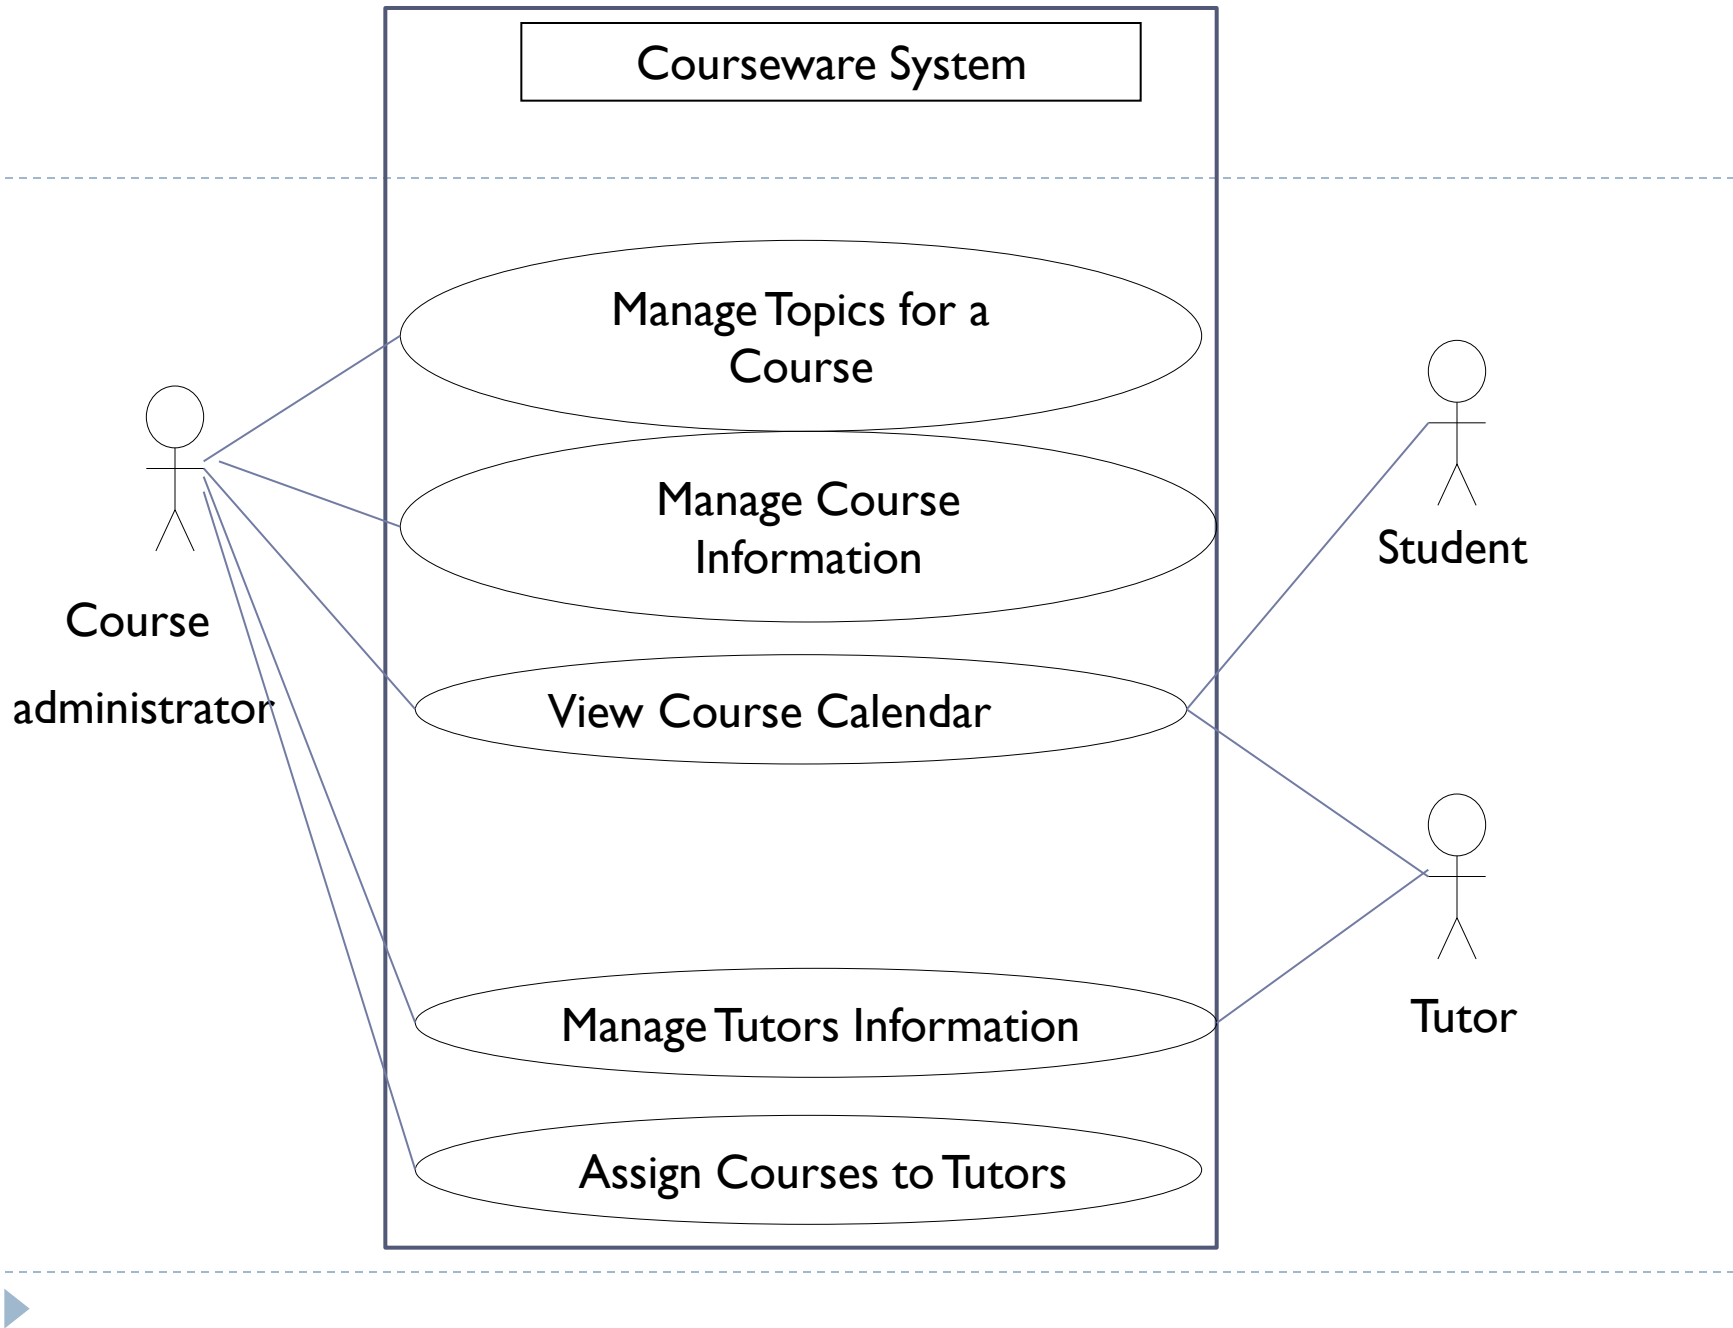 Courseware System
Manage Topics for a
Course
Manage Course
Information
Student
Course
administrator
View Course Calendar
Manage Tutors Information
Tutor
Assign Courses to Tutors